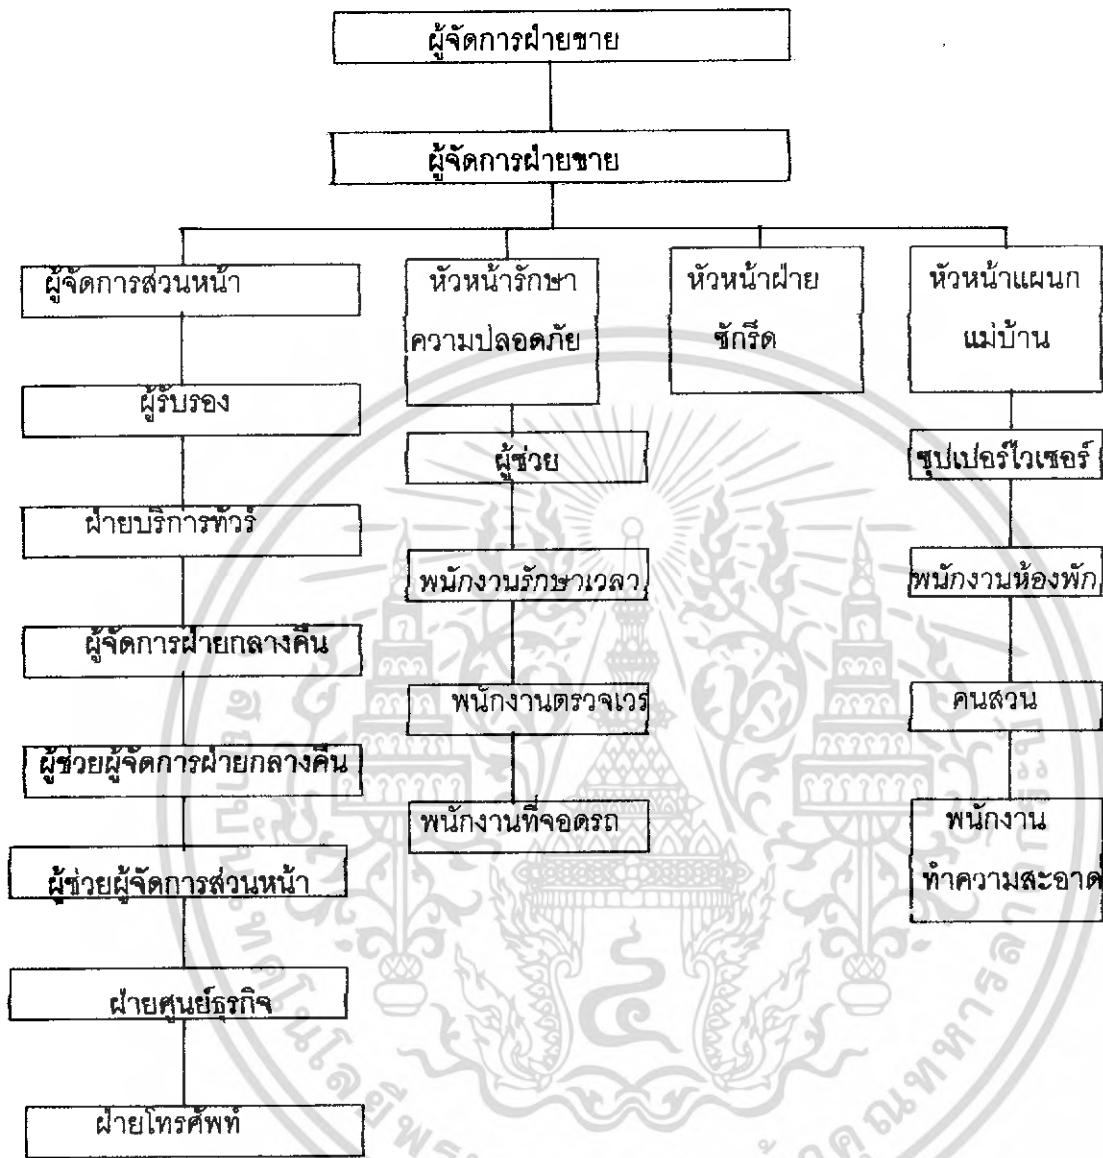 ผู้จัดการฝ่ายขาย
ผู้จัดการฝ่ายขาย
ผู้จัดการส่วนหน้า
ผู้รับรอง
ฝ่ายบริการทัวร์
ผู้จัดการฝ่ายกลางคืน
ผู้ช่วยผู้จัดการฝ่ายกลางคืน
ผู้ช่วยผู้จัดการส่วนหน้า
ฝ่ายศูนย์ธุรกิจ
ฝ่ายโทรศัพท์
หัวหน้ารักษา
ความปลอดภัย
ผู้ช่วย
พนักงานรักษาเวลา
พนักงานตรวจเวร
พนักงานที่จอดรถ
หัวหน้าฝ่าย
ซักรีด
หัวหน้าแผนก
แม่บ้าน
ซุปเปอร์ไวเซอร์
พนักงานห้องพัก
คนสวน
พนักงาน
ทำความสะอาด